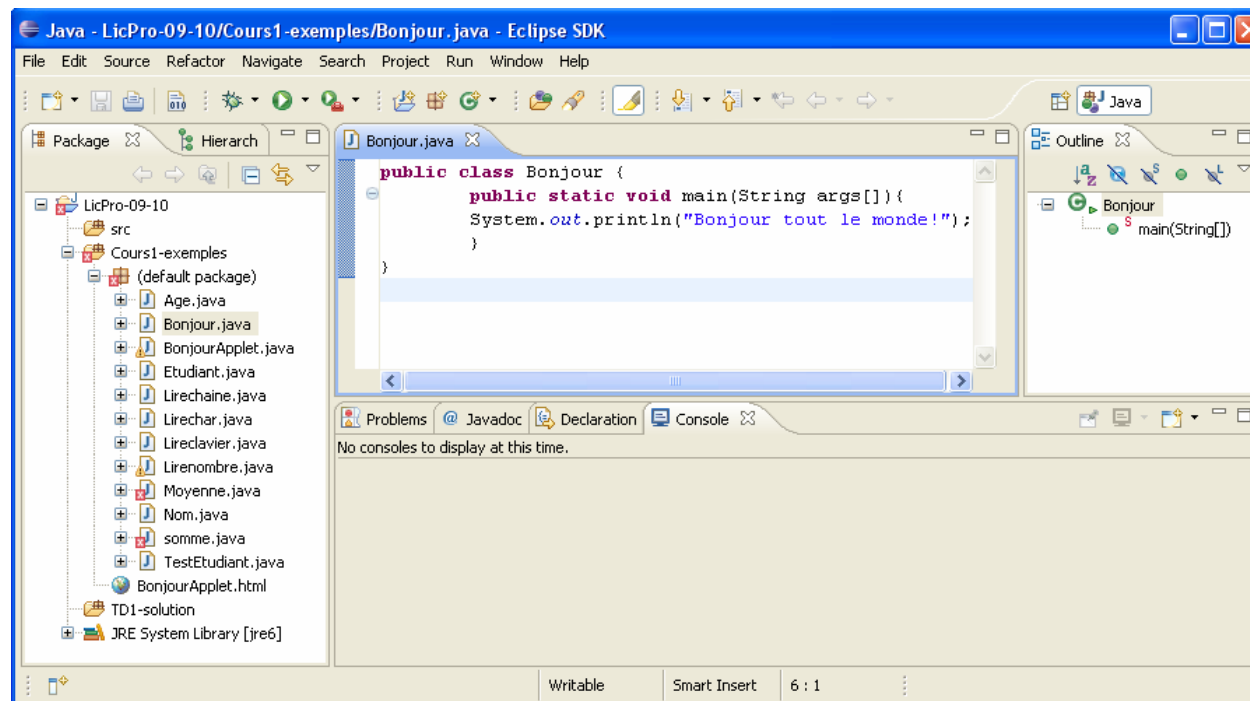 Java - LicPro-09-10/Cours1-exemples/Bonjour.java - Eclipse SDK
File Edit Source Refactor Navigate Search Project Run Window Help
Java
Package
Hierarch
LicPro-09-10
src
Cours1-exemples
(default package)
Age.java
Bonjour.java
BonjourApplet.java
Etudiant.java
Lirechaine.java
Lirechar.java
Lireclavier.java
Lirenombre.java
Moyenne.java
Nom.java
somme.java
TestEtudiant.java
BonjourApplet.html
TD1-solution
JRE System Library [jre6]
Bonjour.java
public class Bonjour {
public static void main(String args[]){
System.out.println("Bonjour tout le monde!");
}
}
Outline
Bonjour
main(String[])
Problems @ Javadoc Declaration Console
No consoles to display at this time.
Writable Smart Insert 6 : 1